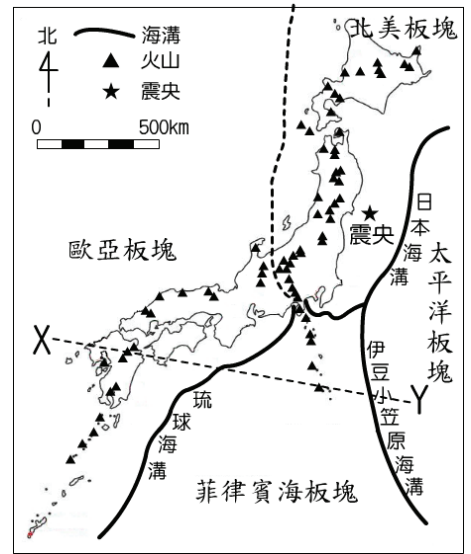 北
海溝
火山
震央
0
500km
北美板塊
歐亞板塊
震央
日本海溝
太平洋板塊
X
Y
伊豆小笠原海溝
琉球海溝
菲律賓海板塊